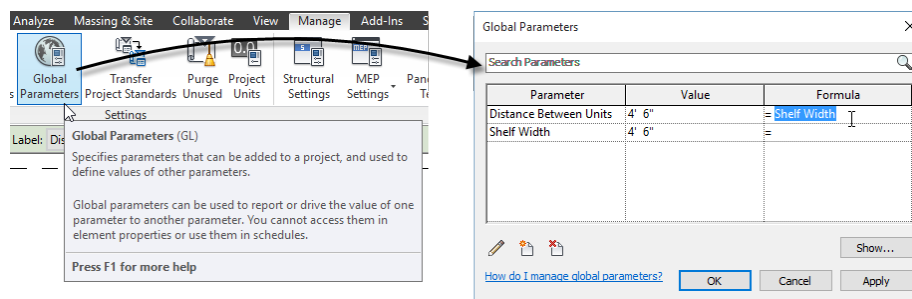 Analyze Massing & Site Collaborate View Manage Add-Ins S
0.0
S
MEP
Global Parameters
Transfer Project Standards
Purge Unused
Project Units
Structural Settings
MEP Settings
s
Settings
Label: Dis
Global Parameters (GL)
Specifies parameters that can be added to a project, and used to
define values of other parameters.
Global parameters can be used to report or drive the value of one
parameter to another parameter. You cannot access them in
element properties or use them in schedules.
Press F1 for more help
Global Parameters
Search Parameters
Parameter Value Formula
Distance Between Units 4' 6" = Shelf Width
Shelf Width 4' 6" =
Show...
How do I manage global parameters? OK Cancel Apply